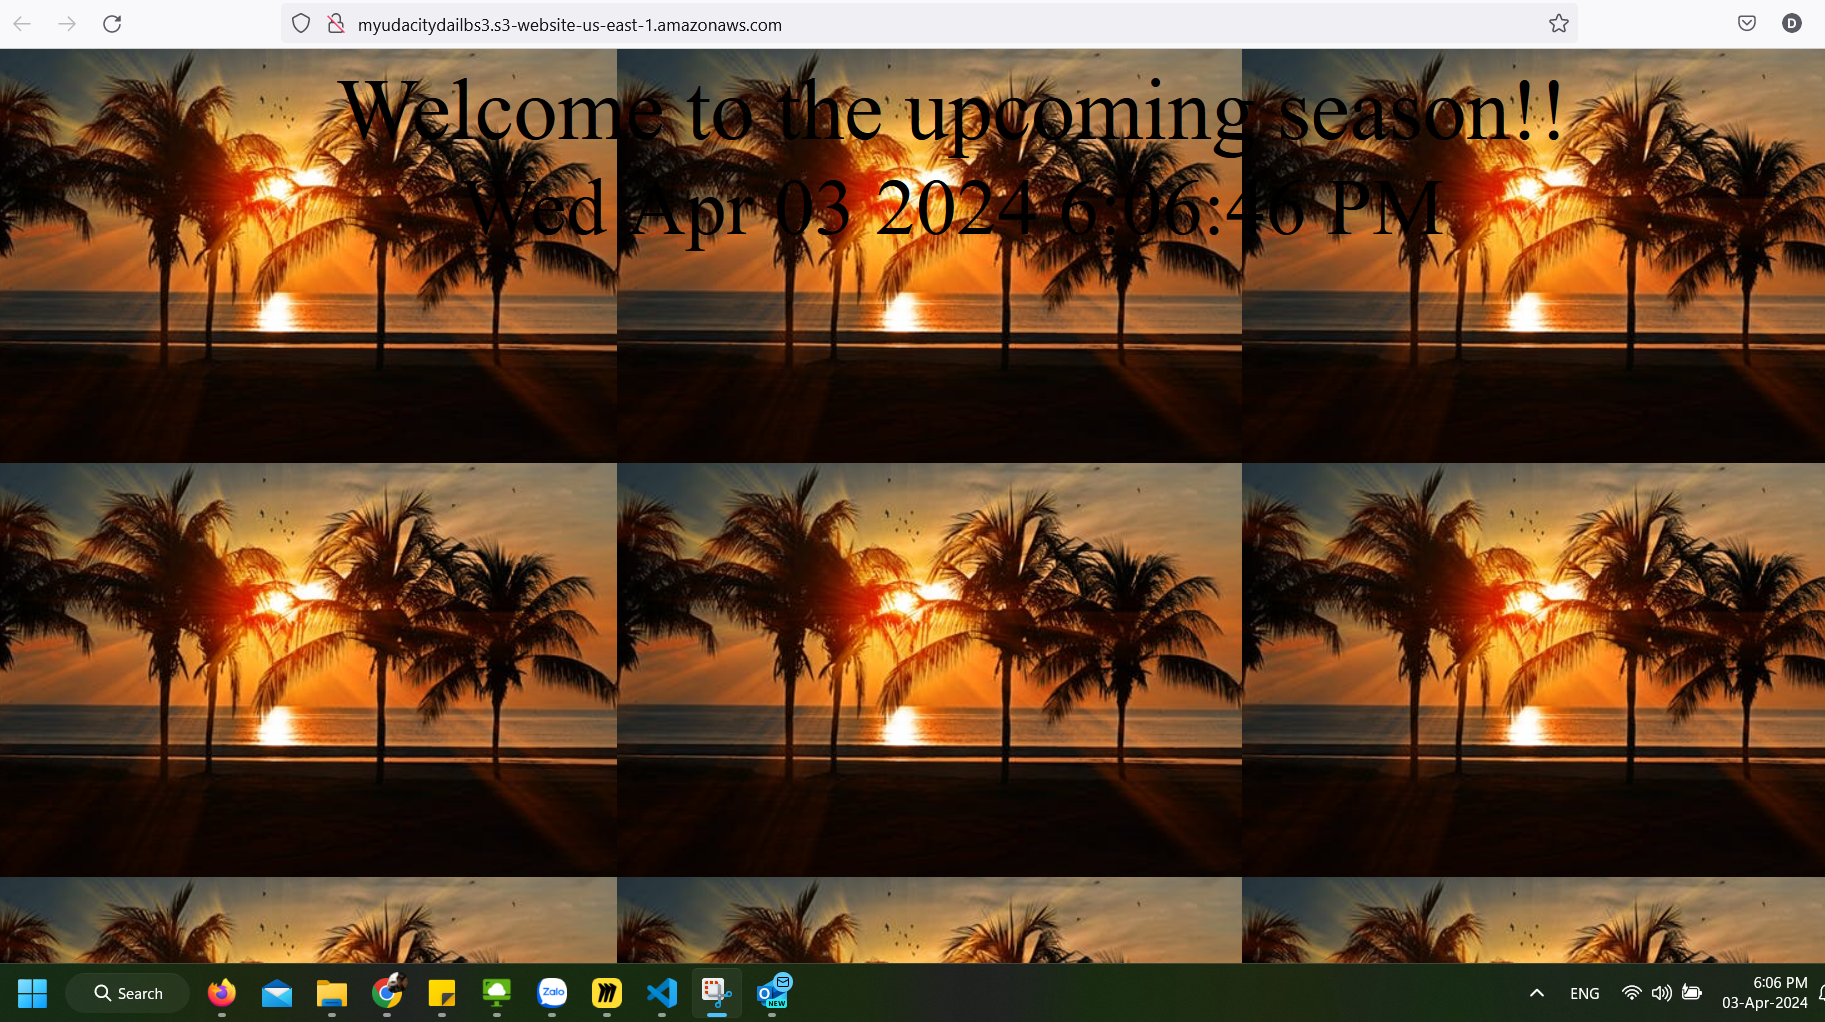 myudacitydailbs3.s3-website-us-east-1.amazonaws.com
D
Welcome to the upcoming season!!
Wed Apr 03 2024 6:06:46 PM
Search
Zalo
NEW
ENG
6:06 PM
03-Apr-2024